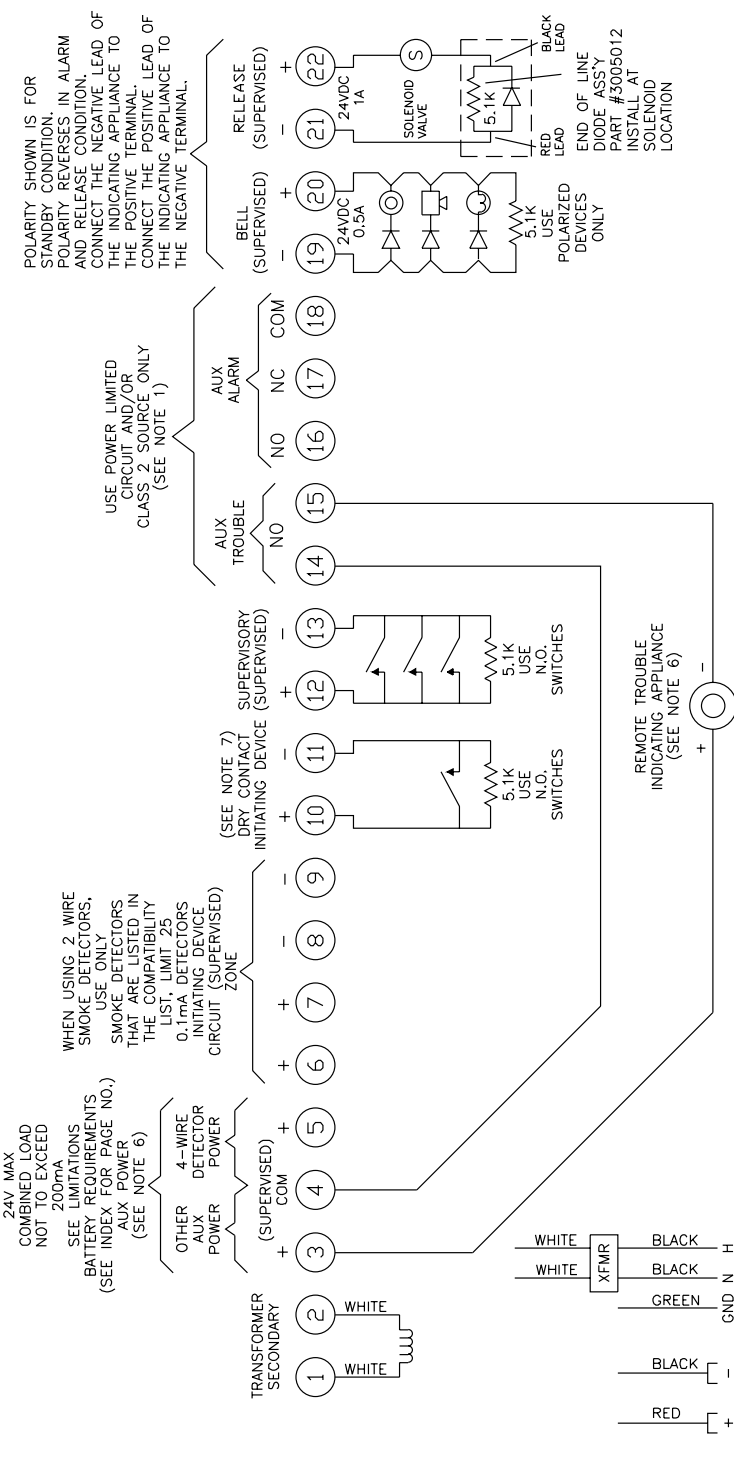 24V MAX
COMBINED LOAD
NOT TO EXCEED
200mA
SEE LIMITATIONS
BATTERY REQUIREMENTS
(SEE INDEX FOR PAGE NO.)
AUX POWER
(SEE NOTE 6)
OTHER
AUX
POWER
4-WIRE
DETECTOR
POWER
(SUPERVISED)
TRANSFORMER
SECONDARY
1
2
WHITE
WHITE
+
3
COM
4
+
5
WHEN USING 2 WIRE
SMOKE DETECTORS,
USE ONLY
SMOKE DETECTORS
THAT ARE LISTED IN
THE COMPATIBILITY
LIST, LIMIT 25
0.1mA DETECTORS
INITIATING DEVICE
CIRCUIT (SUPERVISED)
ZONE
+
6
+
7
-
8
-
9
(SEE NOTE 7)
DRY CONTACT
INITIATING DEVICE
+
10
-
11
5.1K
USE
N.O.
SWITCHES
SUPERVISORY
(SUPERVISED)
+
12
-
13
5.1K
USE
N.O.
SWITCHES
USE POWER LIMITED
CIRCUIT AND/OR
CLASS 2 SOURCE ONLY
(SEE NOTE 1)
AUX
TROUBLE
NO
14
15
AUX
ALARM
NO
16
NC
17
COM
18
POLARITY SHOWN IS FOR
STANDBY CONDITION.
POLARITY REVERSES IN ALARM
AND RELEASE CONDITION.
CONNECT THE NEGATIVE LEAD OF
THE INDICATING APPLIANCE TO
THE POSITIVE TERMINAL.
CONNECT THE POSITIVE LEAD OF
THE INDICATING APPLIANCE TO
THE NEGATIVE TERMINAL.
BELL
(SUPERVISED)
-
19
+
20
24VDC
0.5A
5.1K
USE
POLARIZED
DEVICES
ONLY
RELEASE
(SUPERVISED)
-
21
+
22
24VDC
1A
SOLENOID
VALVE
S
5.1K
RED
LEAD
BLACK
LEAD
END OF LINE
DIODE ASS'Y
PART #3005012
INSTALL AT
SOLENOID
LOCATION
REMOTE TROUBLE
INDICATING APPLIANCE
(SEE NOTE 6)
+
-
RED
+
BLACK
-
GREEN
GND
WHITE
WHITE
XFMR
BLACK
N
BLACK
H